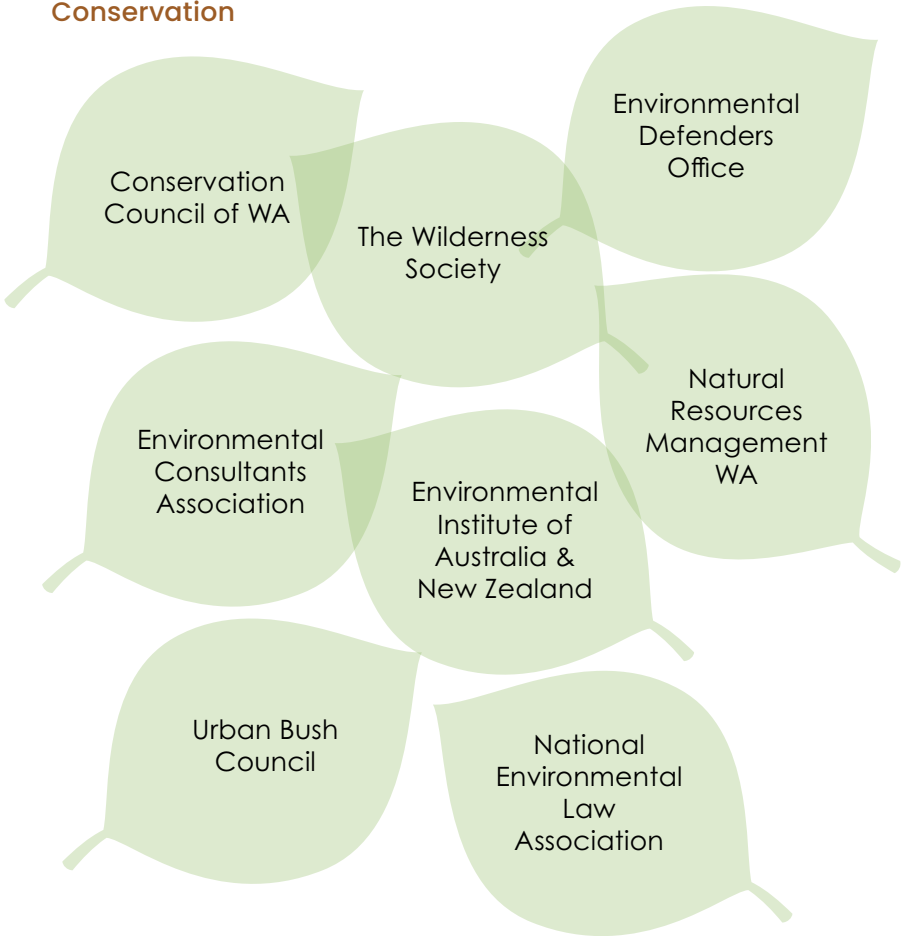 Conservation
Environmental
Defenders
Office
Conservation
Council of WA
The Wilderness
Society
Natural
Resources
Management
WA
Environmental
Consultants
Association
Environmental
Institute of
Australia &
New Zealand
Urban Bush
Council
National
Environmental
Law
Association